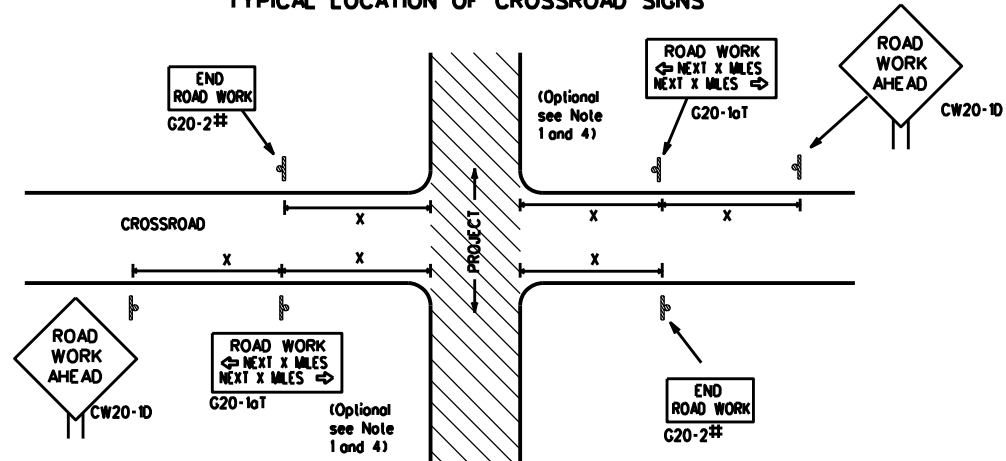 TYPICAL LOCATION OF CROSSROAD SIGNS
END
ROAD WORK
G20-2#
(Optional
see Note
1 and 4)
ROAD WORK
⇦ NEXT X MILES
NEXT X MILES ⇨
G20-1aT
ROAD
WORK
AHEAD
CW20-1D
CROSSROAD
X
X
X
PROJECT
X
X
X
ROAD
WORK
AHEAD
CW20-1D
ROAD WORK
⇦ NEXT X MILES
NEXT X MILES ⇨
G20-1aT
(Optional
see Note
1 and 4)
END
ROAD WORK
G20-2#